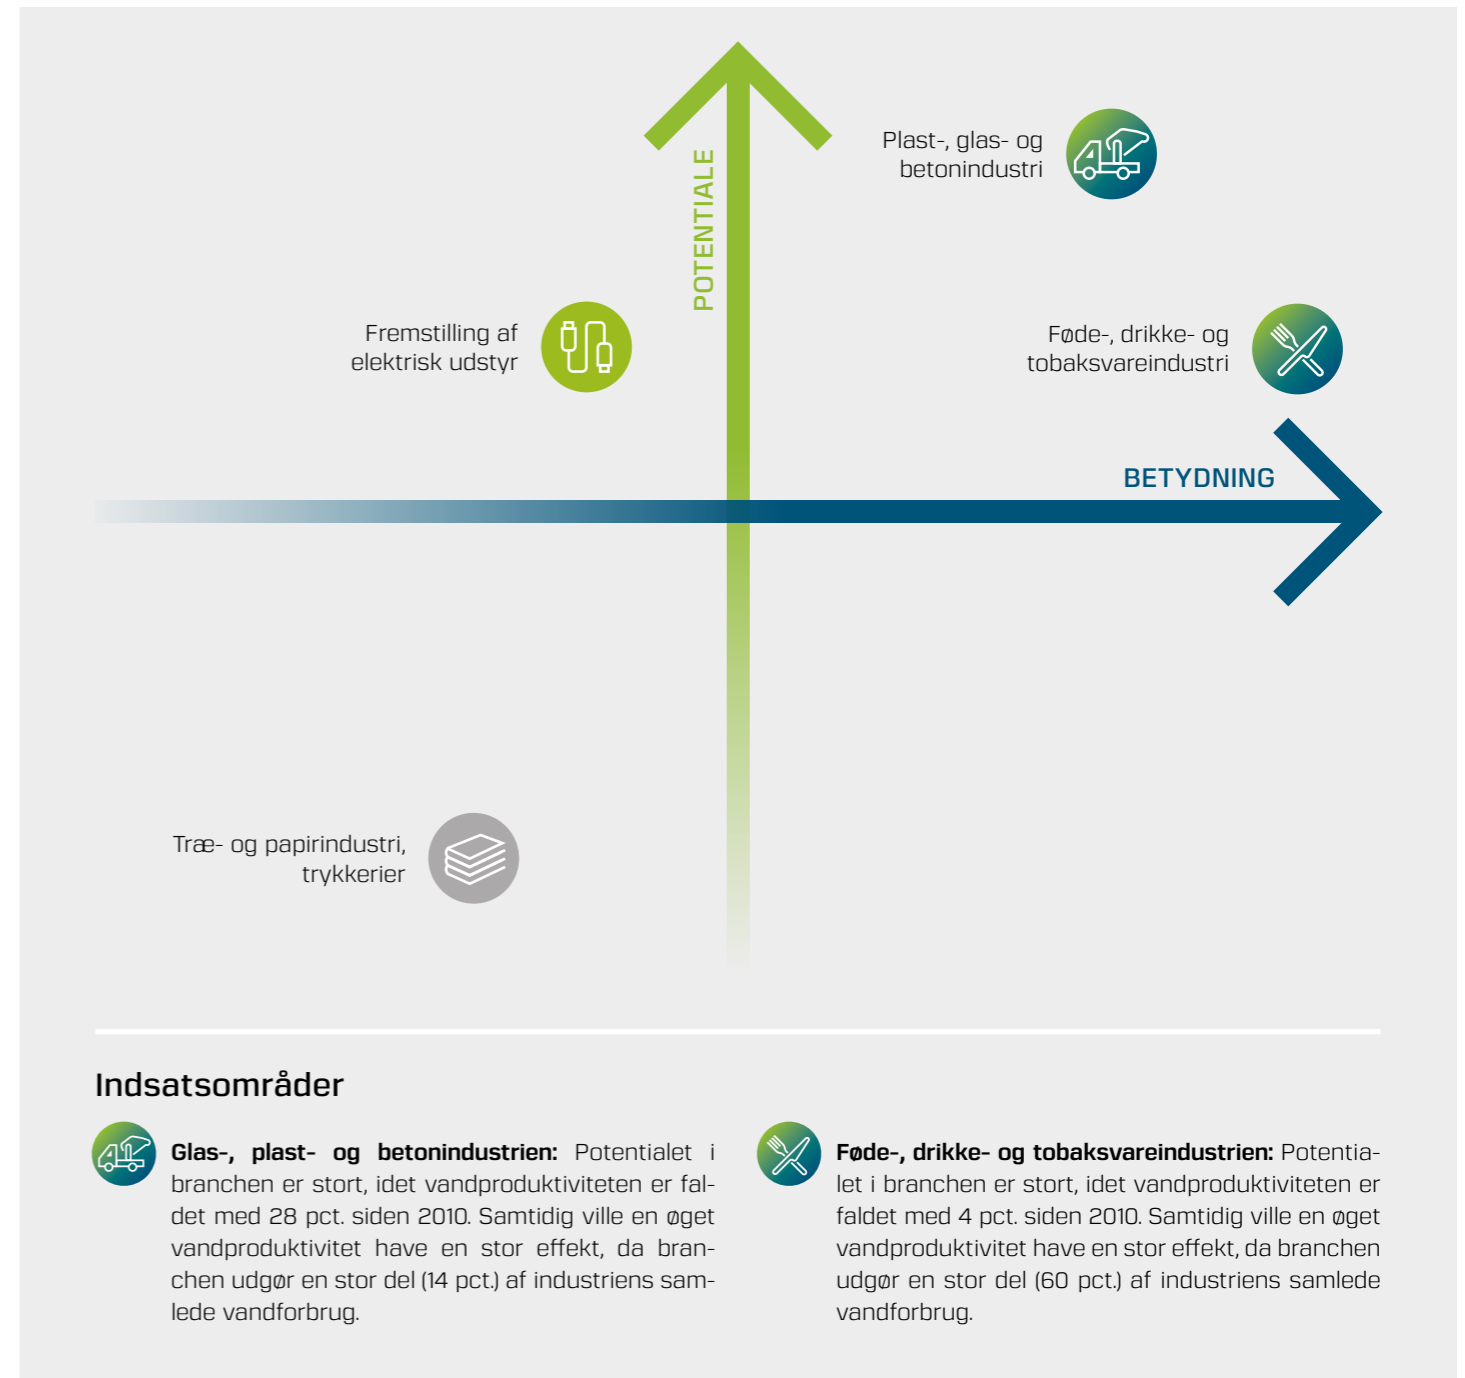 Plast-, glas- og
betonindustri
POTENTIALE
Fremstilling af
elektrisk udstyr
Føde-, drikke- og
tobaksvareindustri
BETYDNING
Træ- og papirindustri,
trykkerier
Indsatsområder
Glas-, plast- og betonindustrien: Potentialet i
branchen er stort, idet vandproduktiviteten er fal-
det med 28 pct. siden 2010. Samtidig ville en øget
vandproduktivitet have en stor effekt, da bran-
chen udgør en stor del (14 pct.) af industriens sam-
lede vandforbrug.
Føde-, drikke- og tobaksvareindustrien: Potentia-
let i branchen er stort, idet vandproduktiviteten er
faldet med 4 pct. siden 2010. Samtidig ville en øget
vandproduktivitet have en stor effekt, da branchen
udgør en stor del (60 pct.) af industriens samlede
vandforbrug.